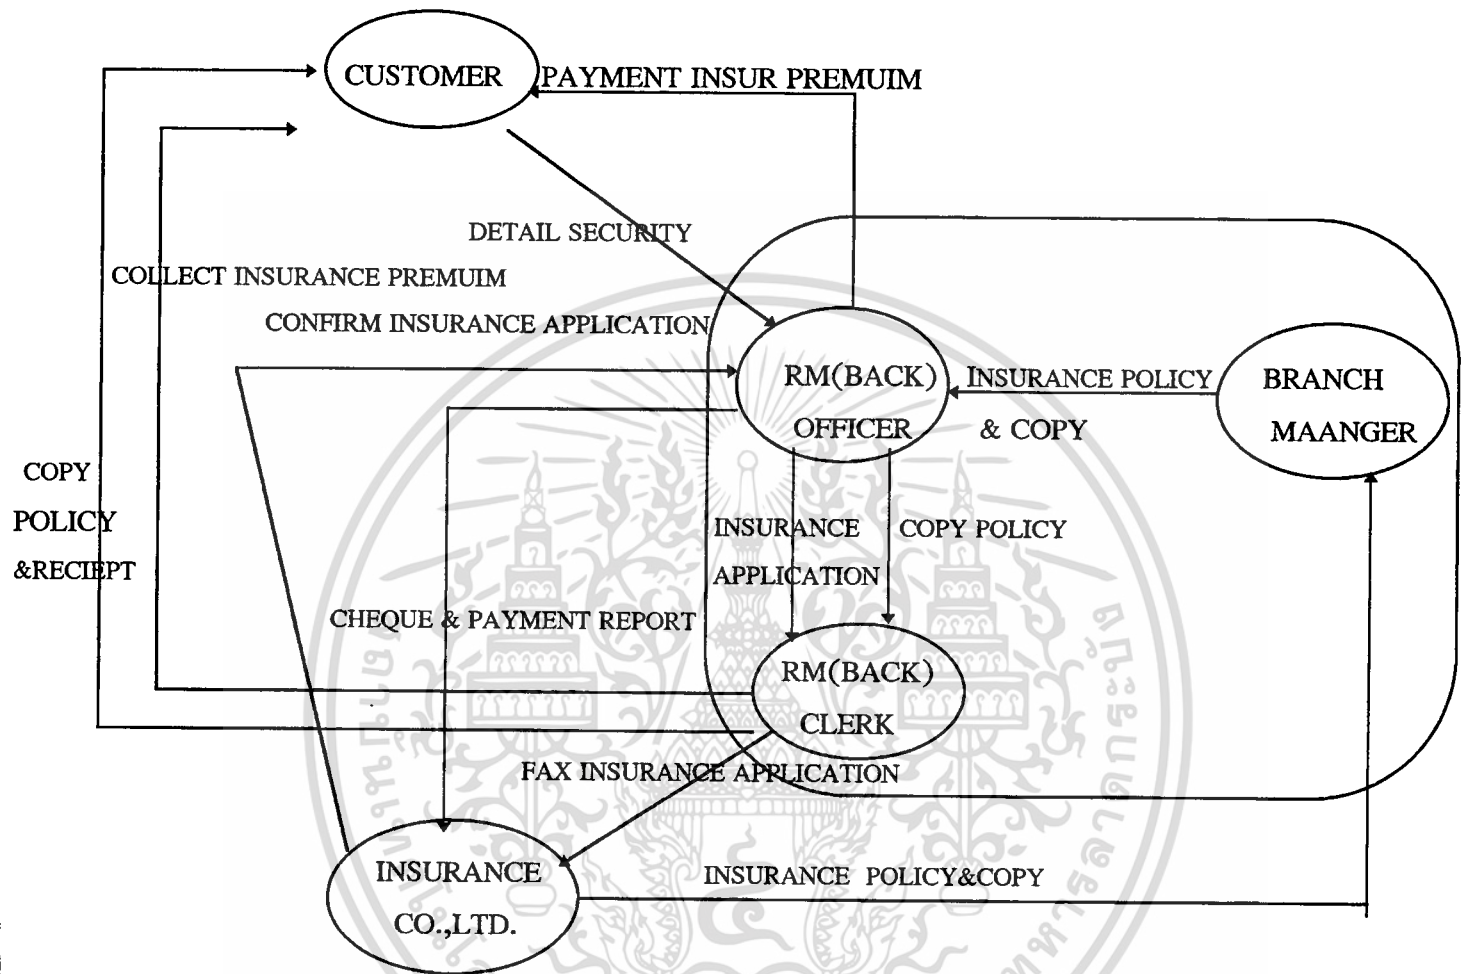 CUSTOMER
PAYMENT INSUR PREMUIM
DETAIL SECURITY
COLLECT INSURANCE PREMUIM
CONFIRM INSURANCE APPLICATION
RM(BACK)
OFFICER
INSURANCE POLICY
& COPY
BRANCH
MAANGER
COPY
POLICY
&RECIEPT
INSURANCE
APPLICATION
COPY POLICY
CHEQUE & PAYMENT REPORT
RM(BACK)
CLERK
FAX INSURANCE APPLICATION
INSURANCE
CO.,LTD.
INSURANCE POLICY&COPY